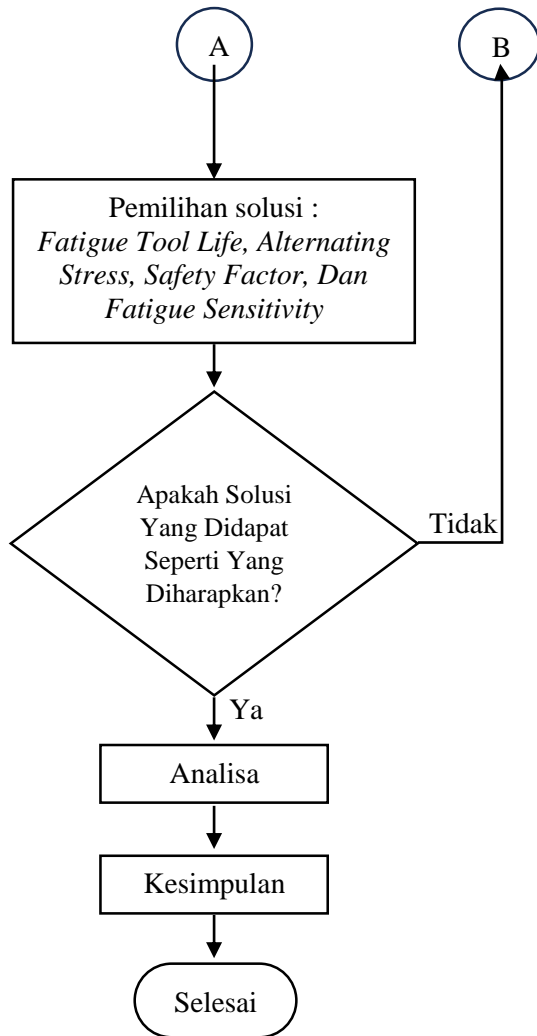 A
B
Pemilihan solusi :
Fatigue Tool Life, Alternating
Stress, Safety Factor, Dan
Fatigue Sensitivity
Apakah Solusi
Yang Didapat
Seperti Yang
Diharapkan?
Tidak
Ya
Analisa
Kesimpulan
Selesai